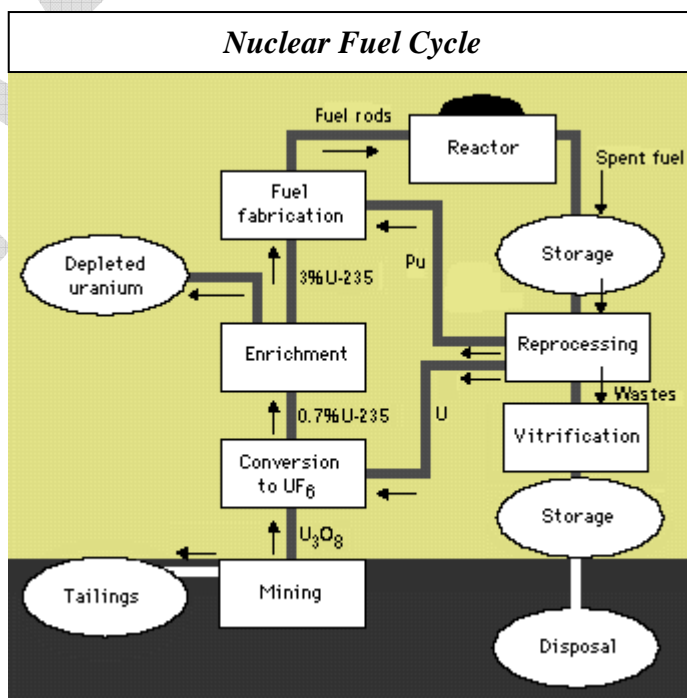 Nuclear Fuel Cycle
Fuel rods
Reactor
Spent fuel
Fuel
fabrication
Storage
Depleted
uranium
Pu
3%U-235
Enrichment
Reprocessing
0.7%U-235
U
Wastes
Vitrification
Conversion
to UF₆
Storage
U₃O₈
Tailings
Mining
Disposal